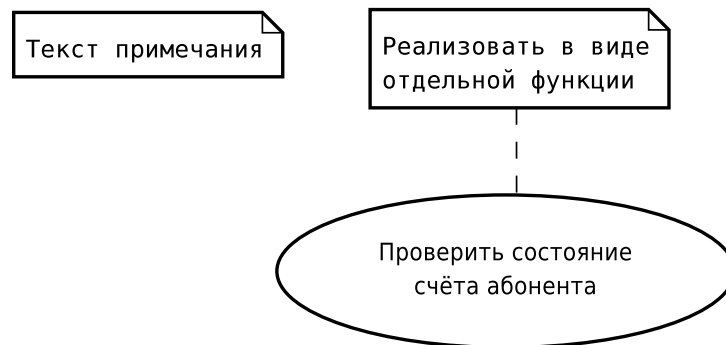 Текст примечания
Реализовать в виде
отдельной функции
Проверить состояние
счёта абонента